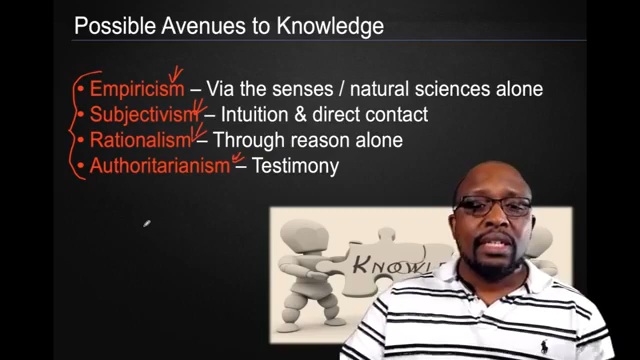 Possible Avenues to Knowledge
• Empiricism – Via the senses / natural sciences alone
• Subjectivism – Intuition & direct contact
• Rationalism – Through reason alone
• Authoritarianism – Testimony